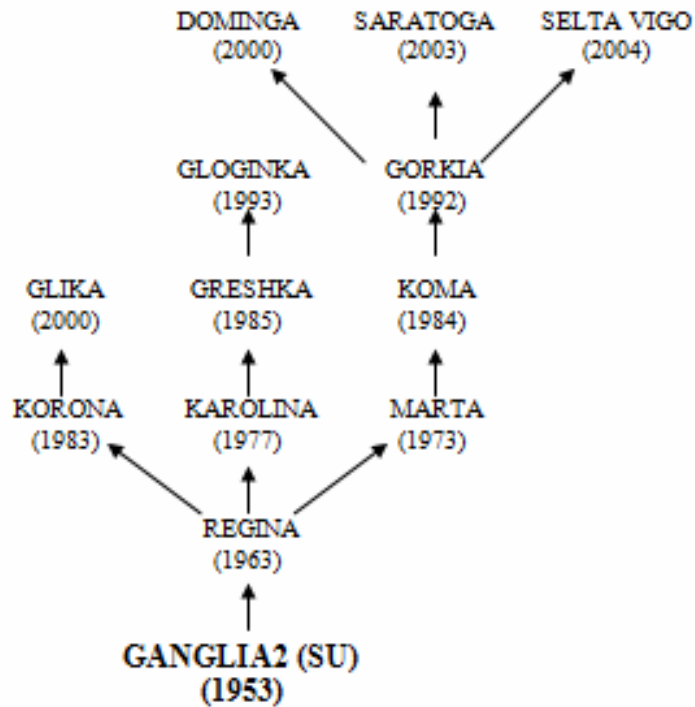 DOMINGA SARATOGA SELTA VIGO
(2000) (2003) (2004)
GLOGINKA GORKIA
(1993) (1992)
GLIKA GRESHKA KOMA
(2000) (1985) (1984)
KORONA KAROLINA MARTA
(1983) (1977) (1973)
REGINA
(1963)
GANGLIA2 (SU)
(1953)